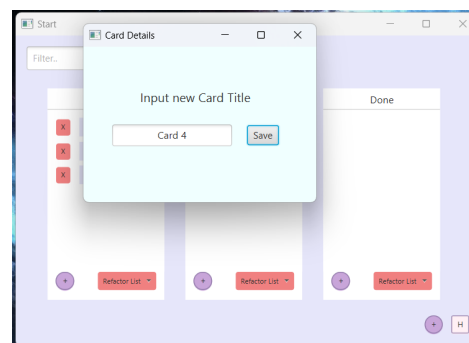 Start
Card Details
Filter..
Input new Card Title
Card 4
Save
Done
X
X
X
+
Refactor List
+
Refactor List
+
Refactor List
+
H